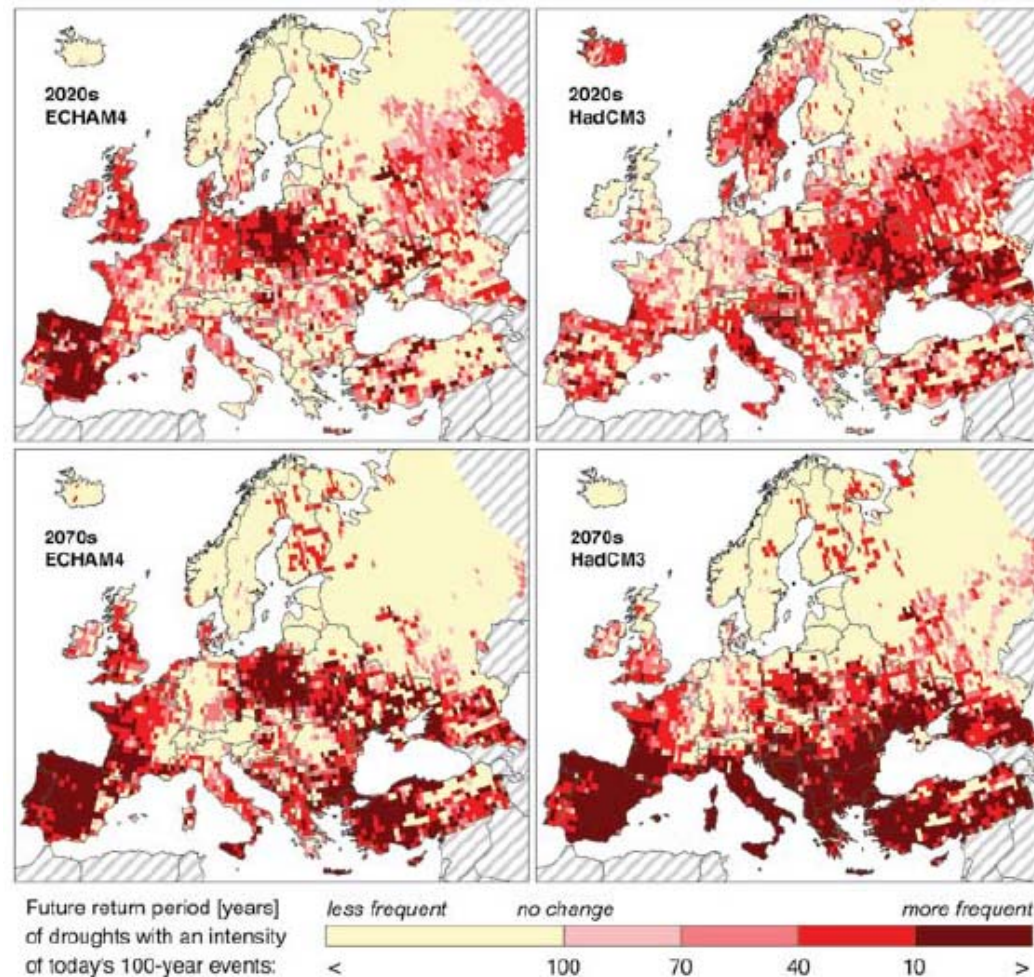 2020s
ECHAM4
2020s
HadCM3
2070s
ECHAM4
2070s
HadCM3
Future return period [years]
of droughts with an intensity
of today's 100-year events:
less frequent no change more frequent
< 100 70 40 10 >